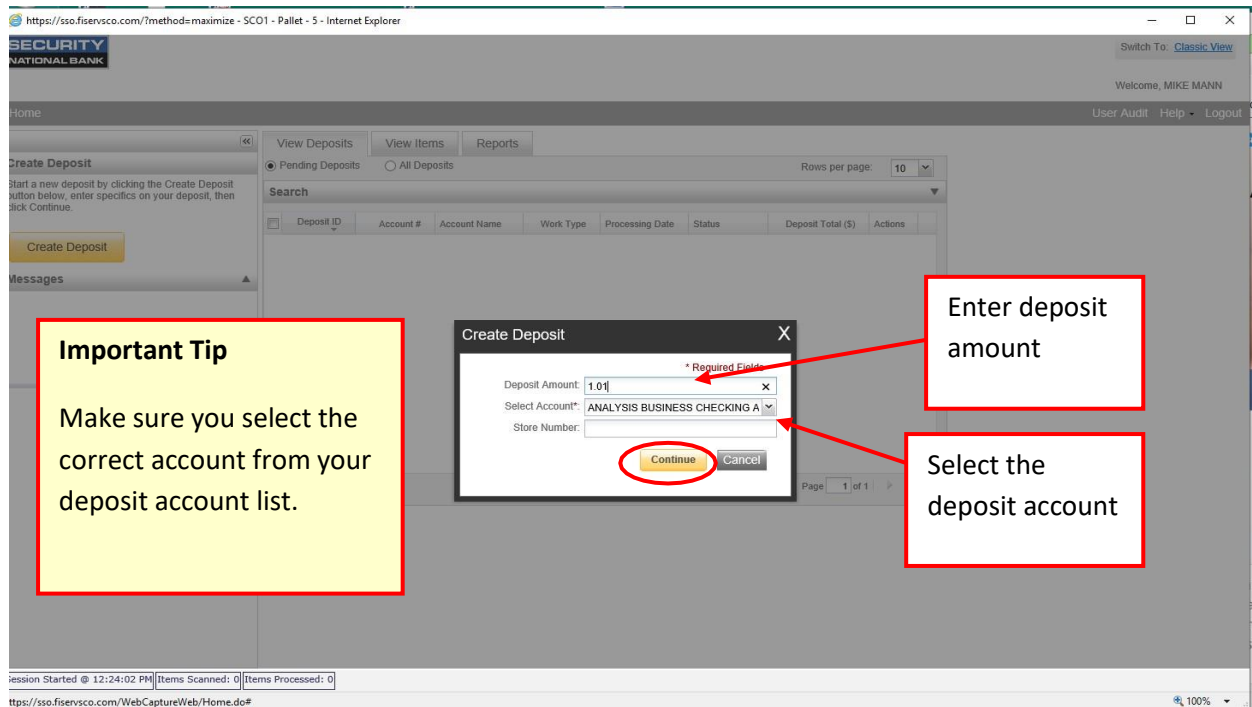 https://sso.fiservsco.com/?method=maximize - SCO1 - Pallet - 5 - Internet Explorer
SECURITY
NATIONAL BANK
Switch To: Classic View
Welcome, MIKE MANN
Home
User Audit Help Logout
View Deposits View Items Reports
Create Deposit
Pending Deposits All Deposits
Rows per page: 10
Start a new deposit by clicking the Create Deposit
button below, enter specifics on your deposit, then
click Continue.
Search
Deposit ID Account # Account Name Work Type Processing Date Status Deposit Total ($) Actions
Create Deposit
Messages
Enter deposit
amount
Important Tip
Make sure you select the
correct account from your
deposit account list.
Create Deposit X
* Required Fields
Deposit Amount: 1.01 x
Select Account*: ANALYSIS BUSINESS CHECKING A
Store Number:
Continue Cancel
Select the
deposit account
Page 1 of 1
Session Started @ 12:24:02 PM Items Scanned: 0 Items Processed: 0
ttps://sso.fiservsco.com/WebCaptureWeb/Home.do#
100%